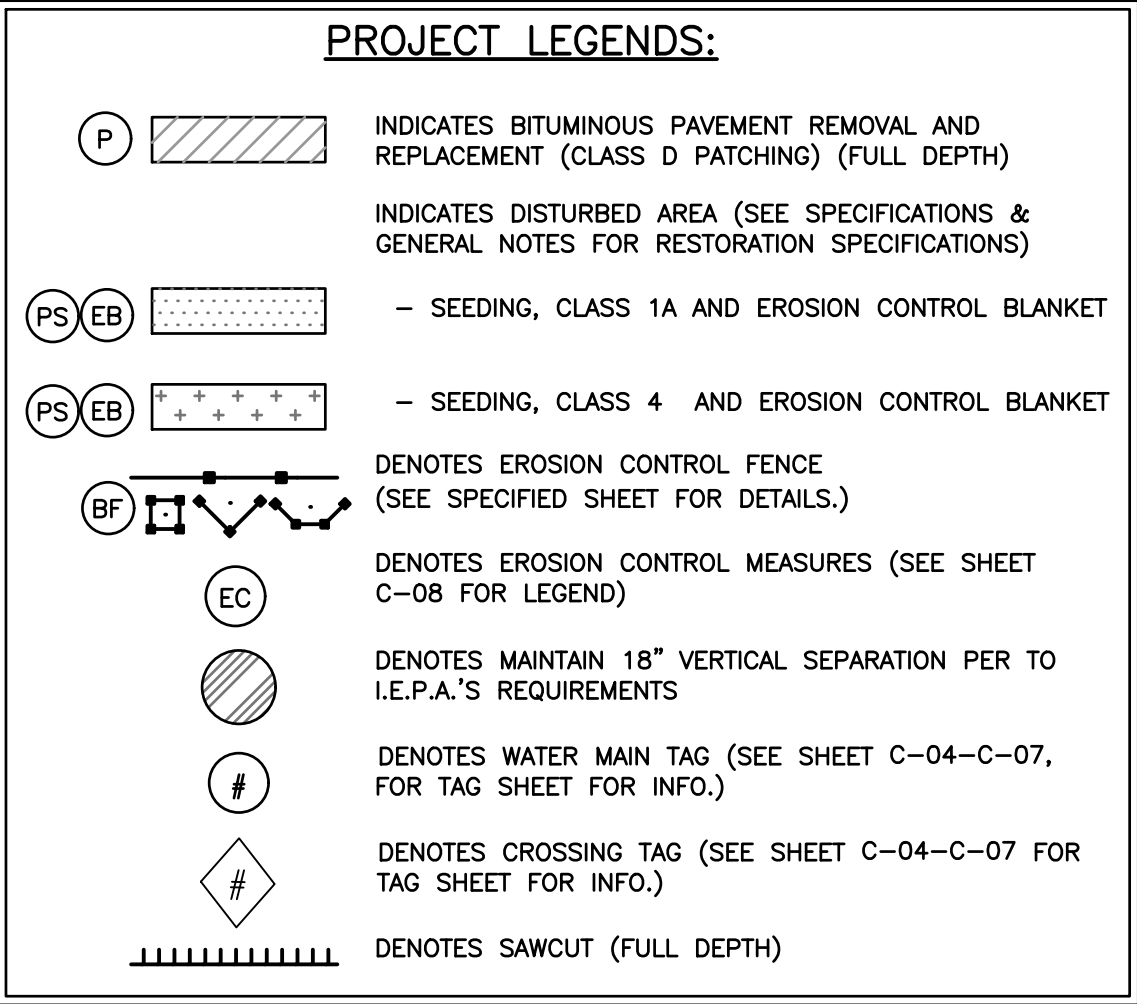 PROJECT LEGENDS:
P
INDICATES BITUMINOUS PAVEMENT REMOVAL AND
REPLACEMENT (CLASS D PATCHING) (FULL DEPTH)
INDICATES DISTURBED AREA (SEE SPECIFICATIONS &
GENERAL NOTES FOR RESTORATION SPECIFICATIONS)
PS EB – SEEDING, CLASS 1A AND EROSION CONTROL BLANKET
PS EB – SEEDING, CLASS 4 AND EROSION CONTROL BLANKET
DENOTES EROSION CONTROL FENCE
BF (SEE SPECIFIED SHEET FOR DETAILS.)
DENOTES EROSION CONTROL MEASURES (SEE SHEET
EC C–08 FOR LEGEND)
DENOTES MAINTAIN 18” VERTICAL SEPARATION PER TO
I.E.P.A.’S REQUIREMENTS
DENOTES WATER MAIN TAG (SEE SHEET C–04–C–07,
# FOR TAG SHEET FOR INFO.)
DENOTES CROSSING TAG (SEE SHEET C–04–C–07 FOR
# TAG SHEET FOR INFO.)
DENOTES SAWCUT (FULL DEPTH)